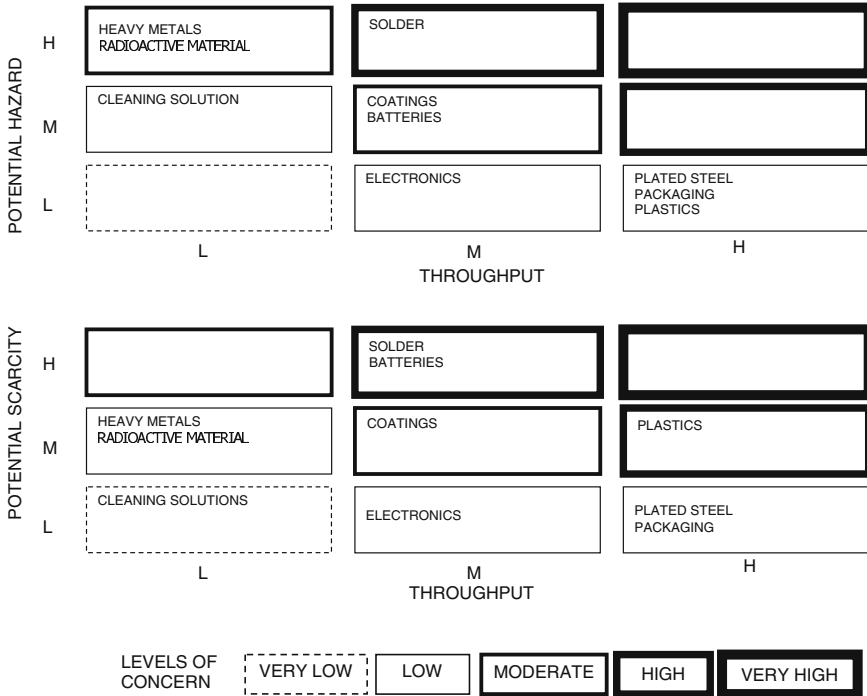 POTENTIAL HAZARD
H
HEAVY METALS
RADIOACTIVE MATERIAL
SOLDER
M
CLEANING SOLUTION
COATINGS
BATTERIES
L
ELECTRONICS
PLATED STEEL
PACKAGING
PLASTICS
L
M
H
THROUGHPUT
POTENTIAL SCARCITY
H
SOLDER
BATTERIES
M
HEAVY METALS
RADIOACTIVE MATERIAL
COATINGS
PLASTICS
L
CLEANING SOLUTIONS
ELECTRONICS
PLATED STEEL
PACKAGING
L
M
H
THROUGHPUT
LEVELS OF
CONCERN
VERY LOW
LOW
MODERATE
HIGH
VERY HIGH